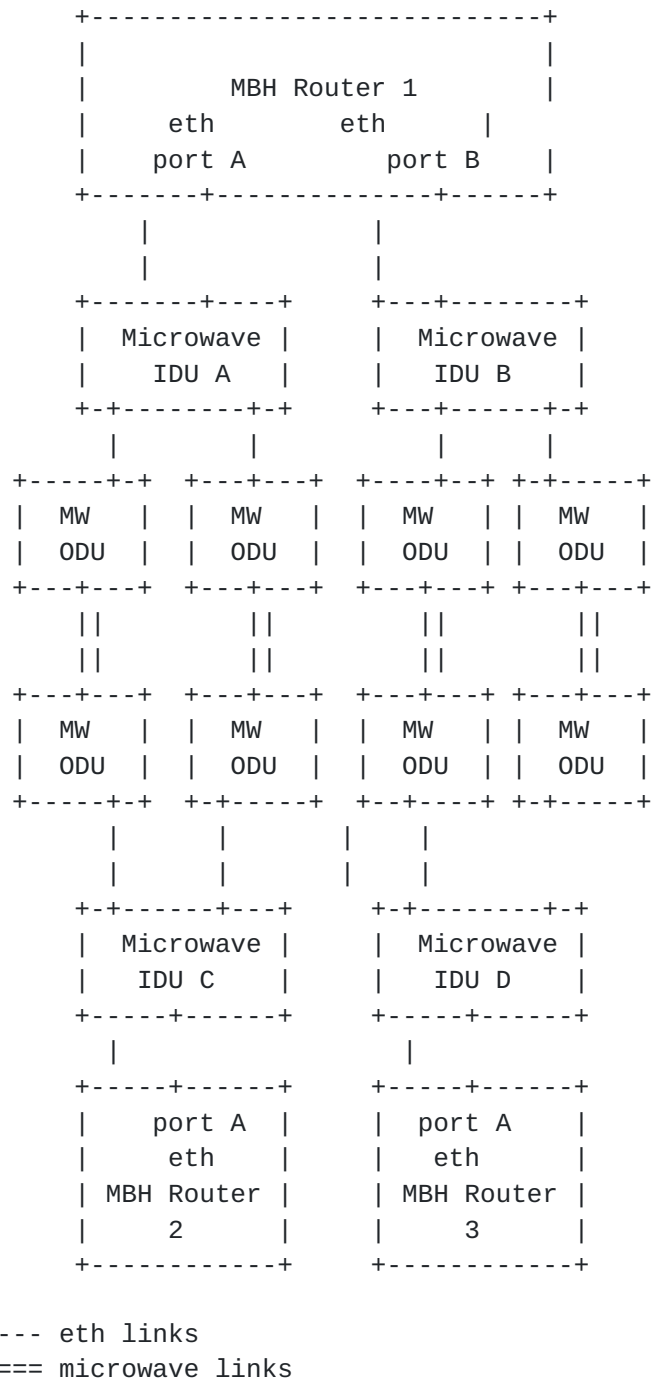 MBH Router 1
eth eth
port A port B
Microwave Microwave
IDU A IDU B
MW MW MW MW
ODU ODU ODU ODU
MW MW MW MW
ODU ODU ODU ODU
Microwave Microwave
IDU C IDU D
port A port A
eth eth
MBH Router MBH Router
2 3
--- eth links
=== microwave links